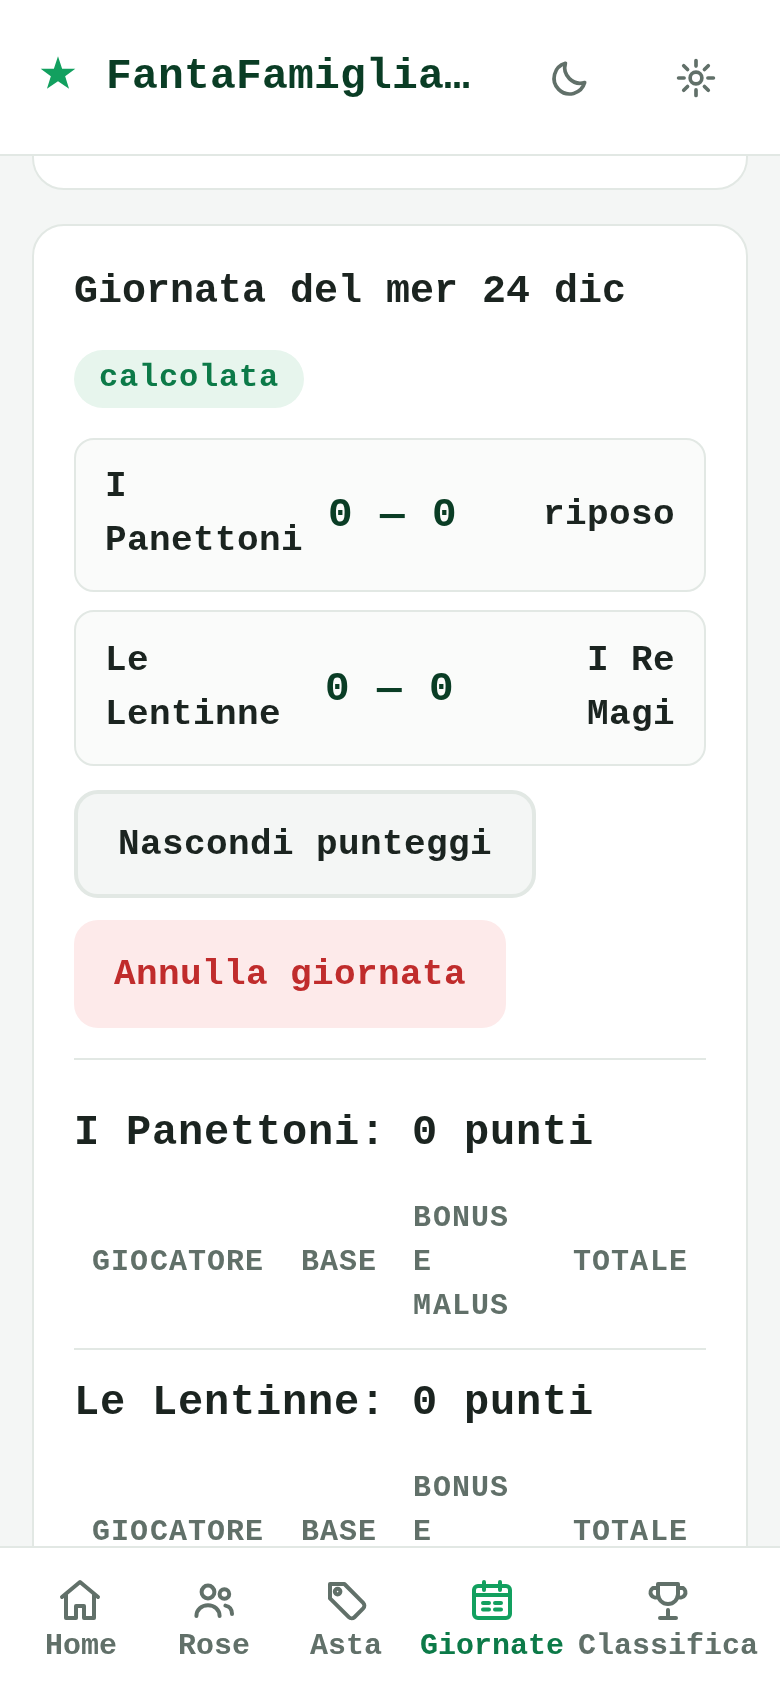 ★ FantaFamiglia…
Giornata del mer 24 dic
calcolata
I Panettoni 0 — 0 riposo
Le Lentinne 0 — 0 I Re Magi
Nascondi punteggi
Annulla giornata
I Panettoni: 0 punti
GIOCATORE BASE BONUS E MALUS TOTALE
Le Lentinne: 0 punti
GIOCATORE BASE BONUS E TOTALE
Home Rose Asta Giornate Classifica